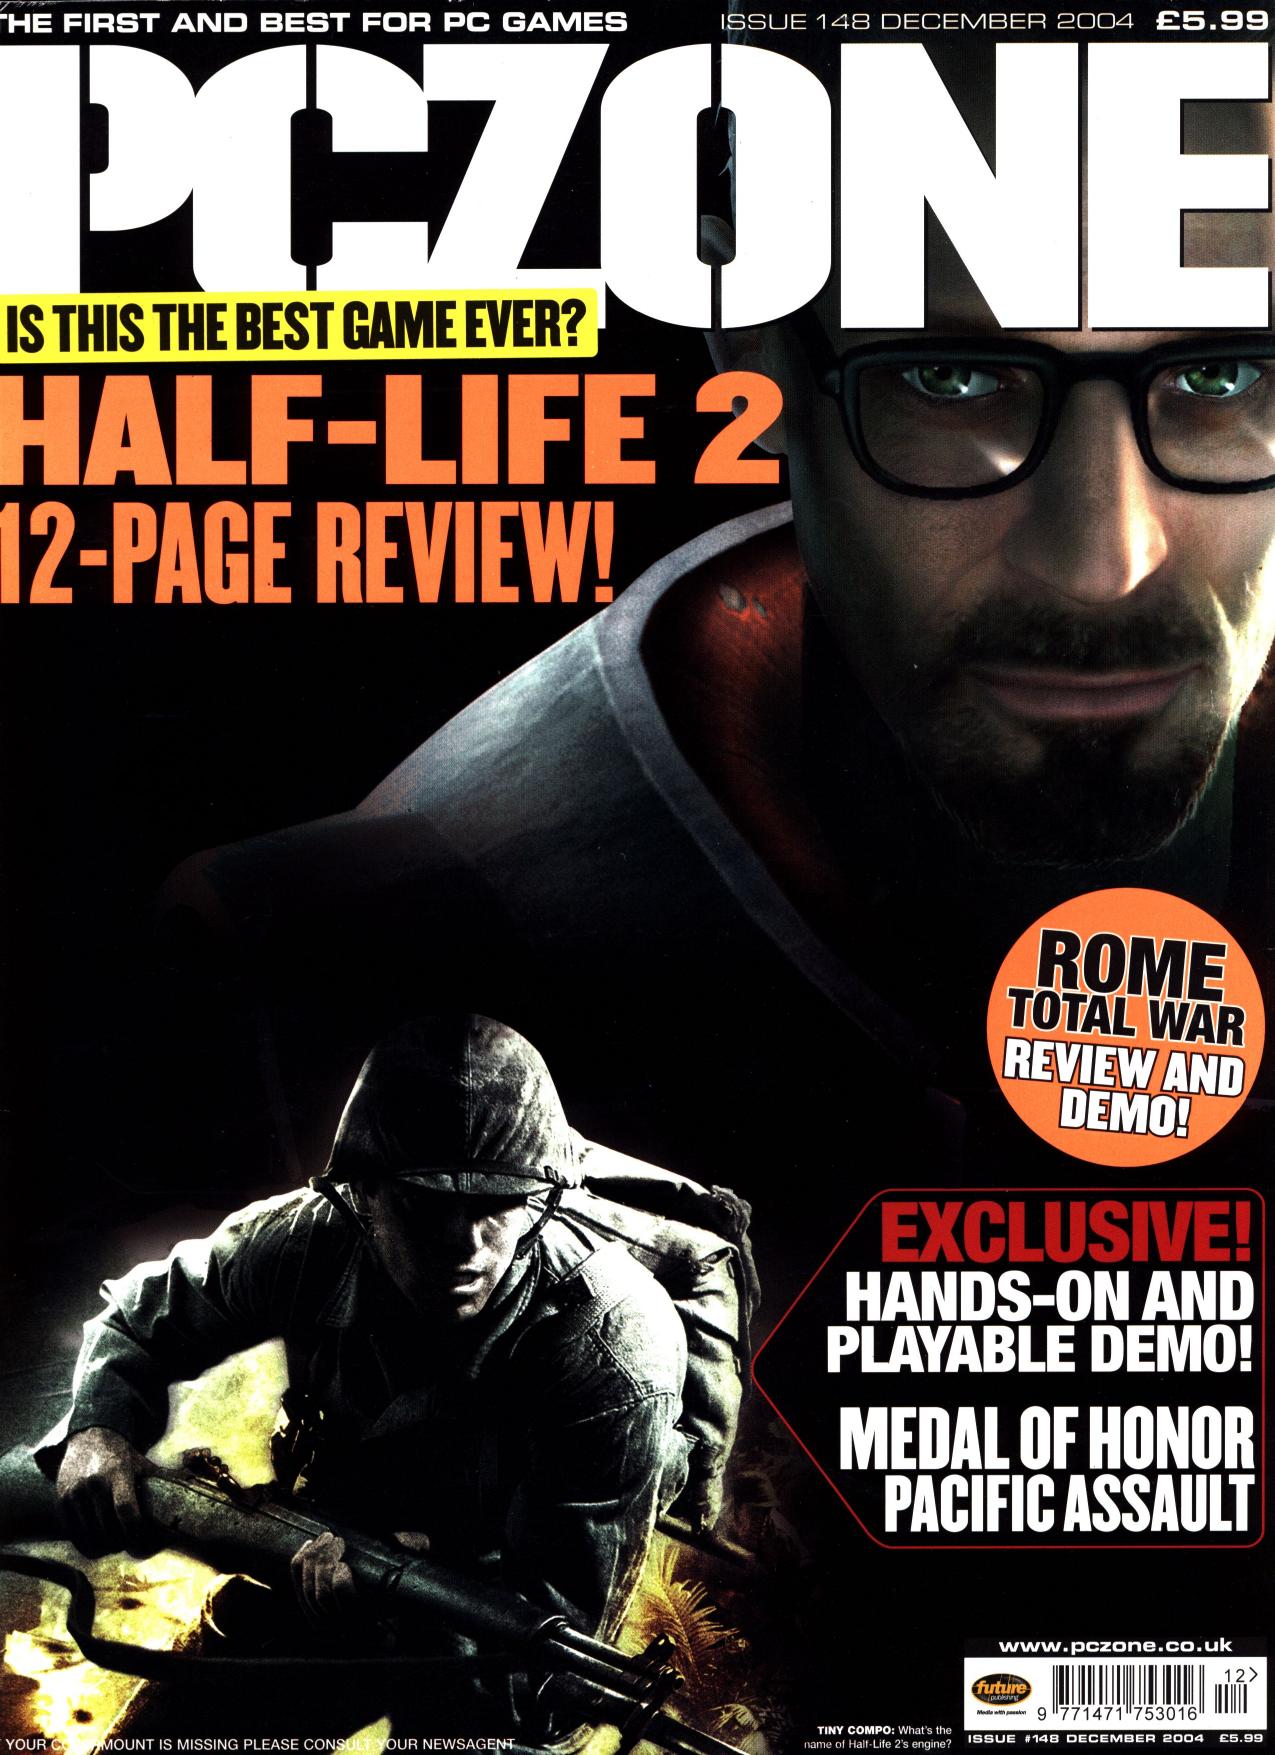 THE FIRST AND BEST FOR PC GAMES
ISSUE 148 DECEMBER 2004 £5.99
PCZONE
IS THIS THE BEST GAME EVER?
HALF-LIFE 2
12-PAGE REVIEW!
ROME
TOTAL WAR
REVIEW AND
DEMO!
EXCLUSIVE!
HANDS-ON AND
PLAYABLE DEMO!
MEDAL OF HONOR
PACIFIC ASSAULT
www.pczone.co.uk
future
publishing
Media with passion
12>
9 771471 753016
TINY COMPO: What's the
name of Half-Life 2's engine?
ISSUE #148 DECEMBER 2004 £5.99
YOUR MOUNT IS MISSING PLEASE CONSULT YOUR NEWSAGENT